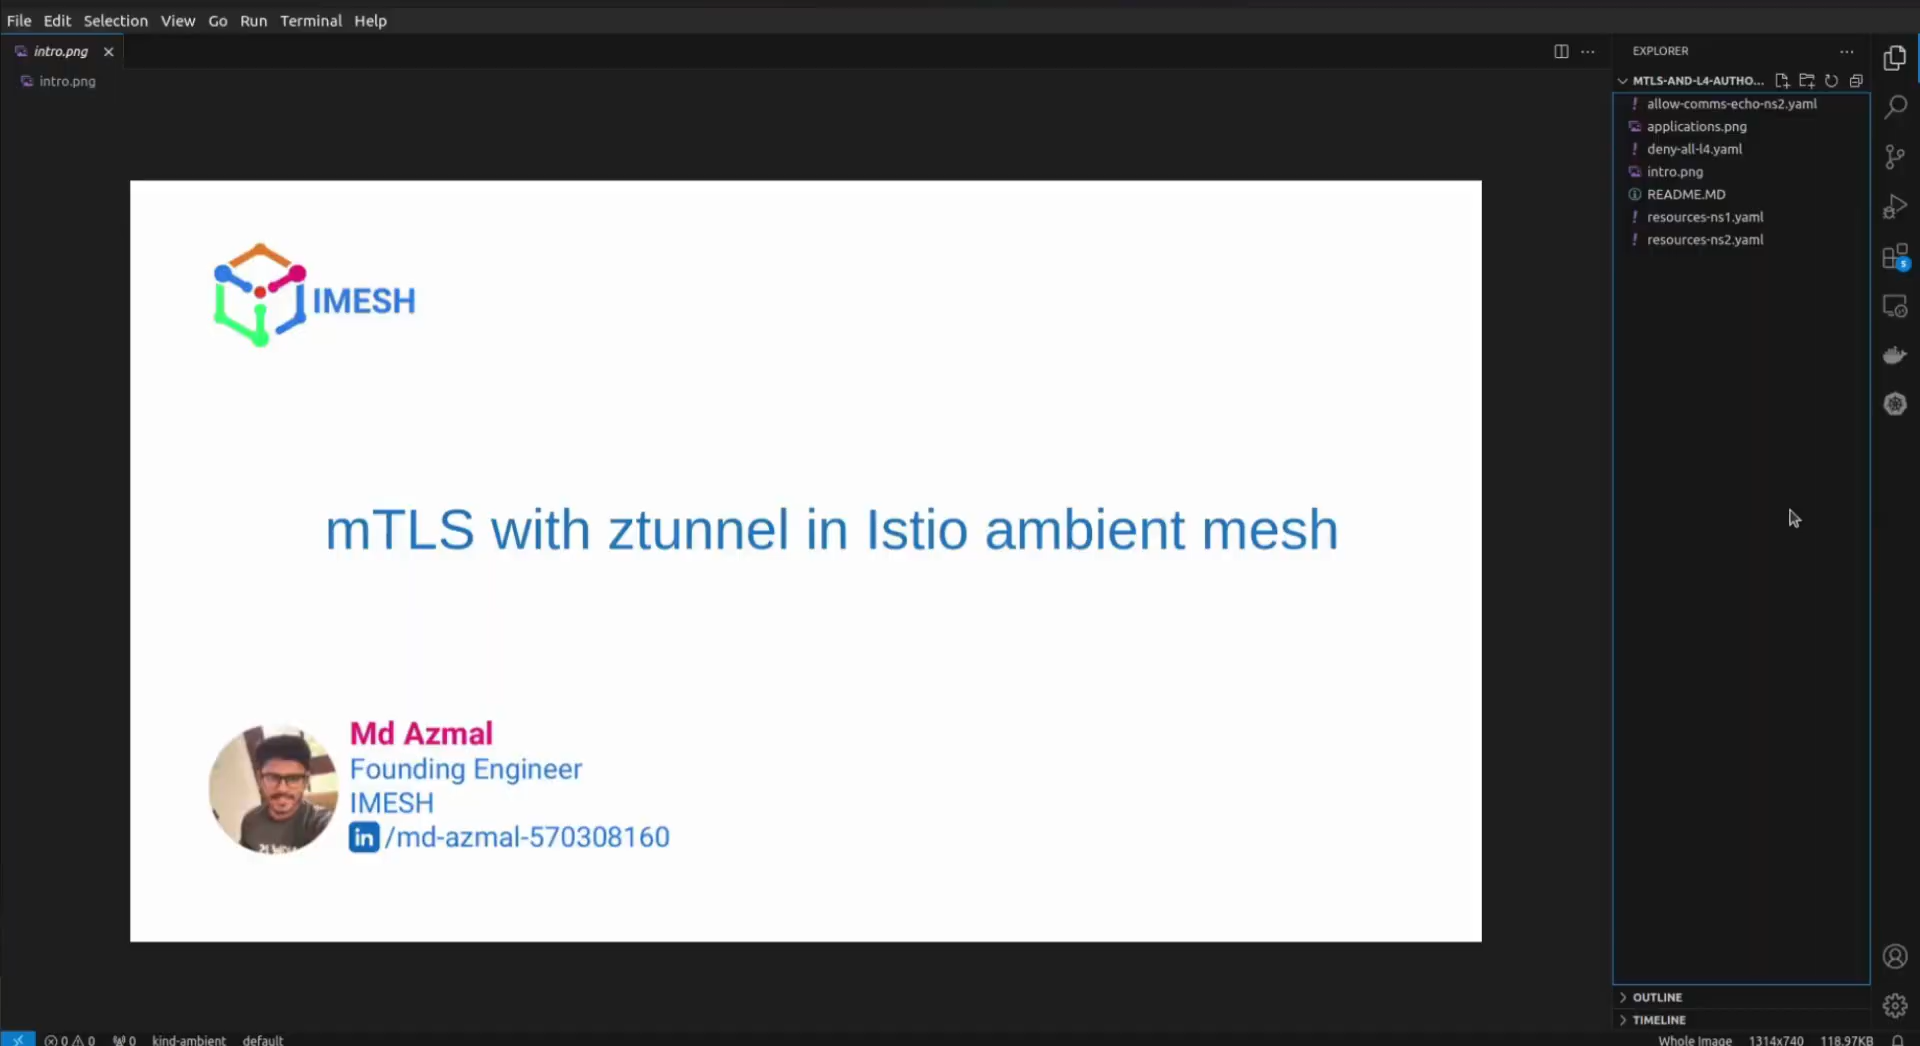 File Edit Selection View Go Run Terminal Help
intro.png
intro.png
IMESH
mTLS with ztunnel in Istio ambient mesh
Md Azmal
Founding Engineer
IMESH
in /md-azmal-570308160
EXPLORER
MTLS-AND-L4-AUTHO...
allow-comms-echo-ns2.yaml
applications.png
deny-all-l4.yaml
intro.png
README.MD
resources-ns1.yaml
resources-ns2.yaml
OUTLINE
TIMELINE
5
0 0 0 kind-ambient default
Whole Image 1314x740 118.97KB